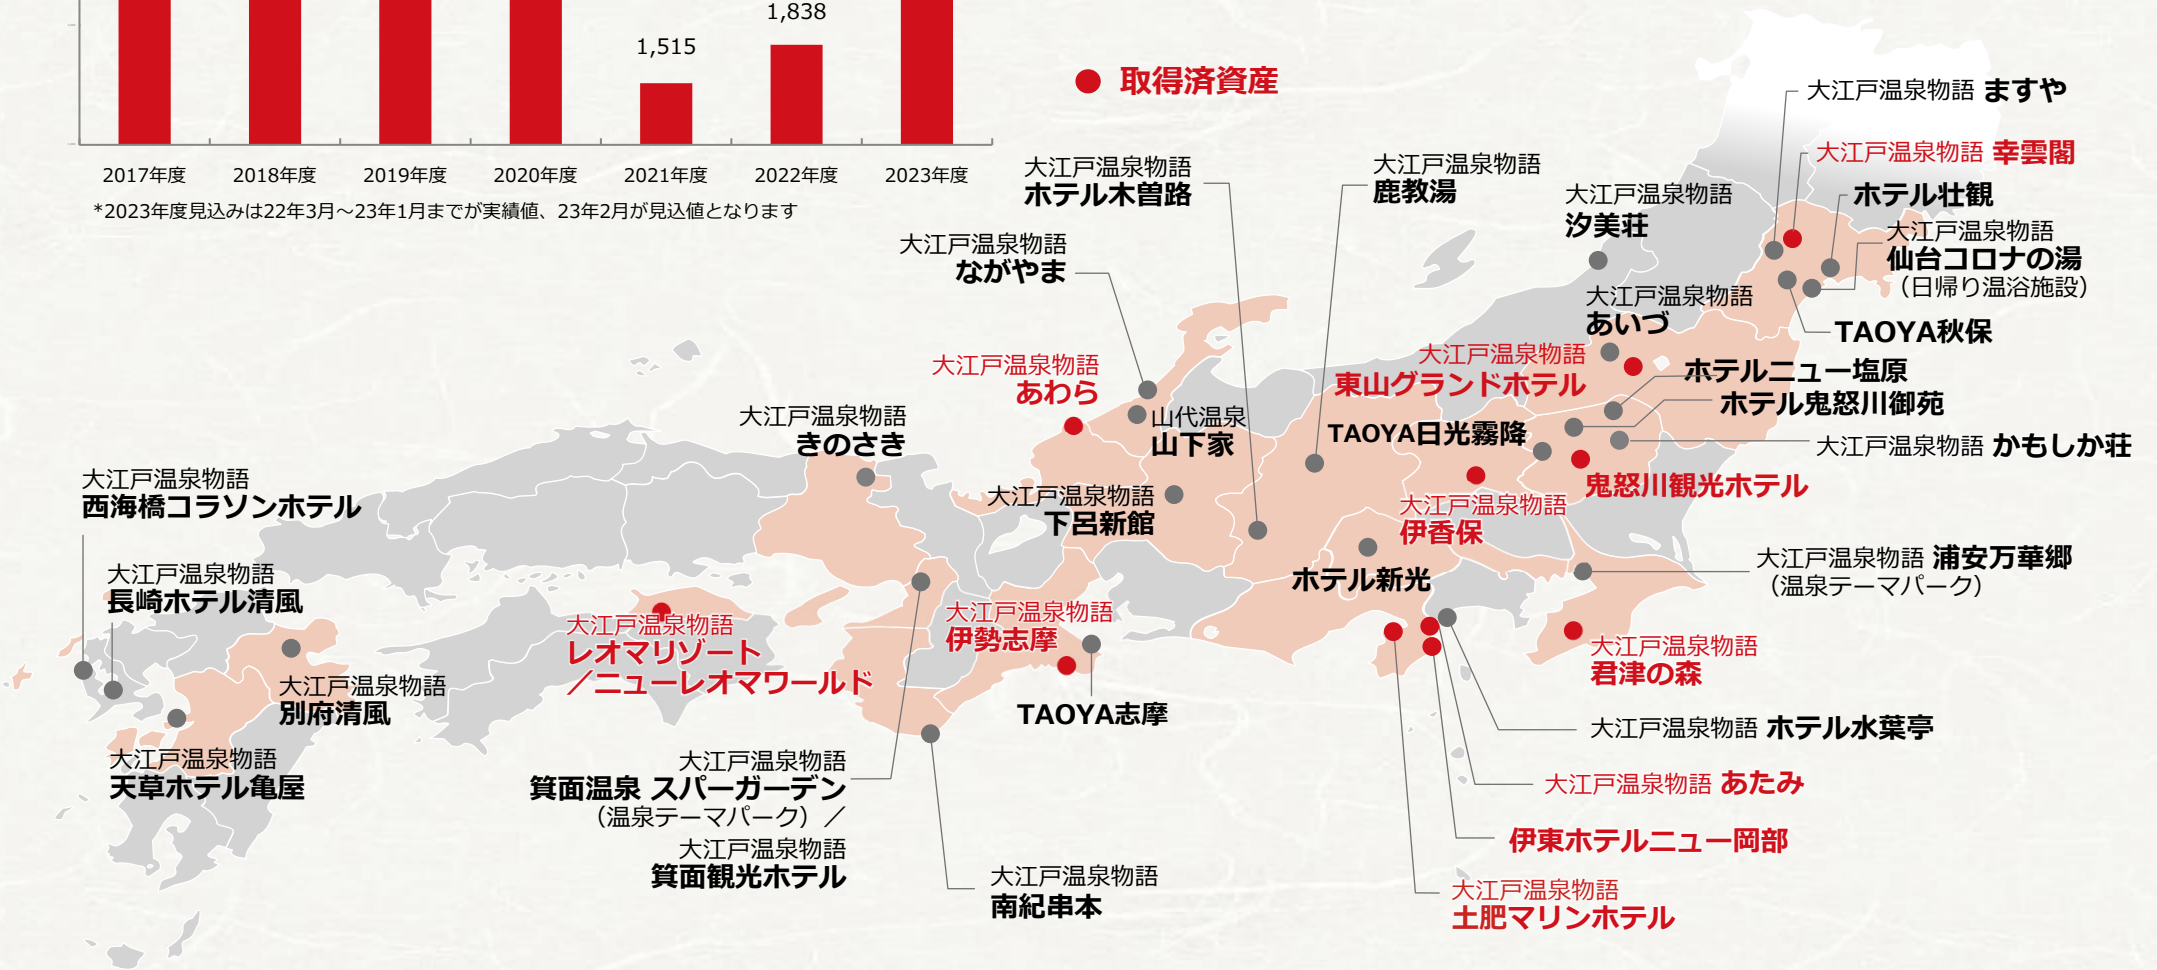 1,838
1,515
2017年度 2018年度 2019年度 2020年度 2021年度 2022年度 2023年度
*2023年度見込みは22年3月～23年1月までが実績値、23年2月が見込値となります
取得済資産
大江戸温泉物語 ますや
大江戸温泉物語 幸雲閣
ホテル壮観
大江戸温泉物語
仙台コロナの湯
（日帰り温浴施設）
TAOYA秋保
大江戸温泉物語
汐美荘
大江戸温泉物語
あいづ
大江戸温泉物語
東山グランドホテル
ホテルニュー塩原
ホテル鬼怒川御苑
大江戸温泉物語 かもしか荘
TAOYA日光霧降
鬼怒川観光ホテル
大江戸温泉物語
伊香保
大江戸温泉物語
鹿教湯
大江戸温泉物語
ホテル木曽路
大江戸温泉物語
ながやま
大江戸温泉物語
あわら
山代温泉
山下家
大江戸温泉物語
下呂新館
大江戸温泉物語
きのさき
ホテル新光
大江戸温泉物語 浦安万華郷
（温泉テーマパーク）
大江戸温泉物語
君津の森
大江戸温泉物語 ホテル水葉亭
大江戸温泉物語 あたみ
伊東ホテルニュー岡部
大江戸温泉物語
土肥マリンホテル
大江戸温泉物語
伊勢志摩
TAOYA志摩
大江戸温泉物語
南紀串本
大江戸温泉物語
箕面温泉 スパーガーデン
（温泉テーマパーク）／
大江戸温泉物語
箕面観光ホテル
大江戸温泉物語
レオマリゾート
／ニューレオマワールド
大江戸温泉物語
西海橋コラソンホテル
大江戸温泉物語
長崎ホテル清風
大江戸温泉物語
別府清風
大江戸温泉物語
天草ホテル亀屋